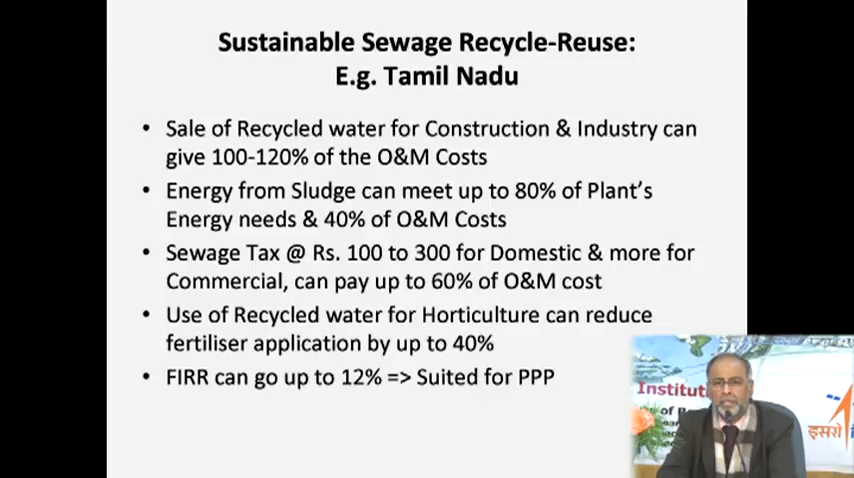 Sustainable Sewage Recycle-Reuse:
E.g. Tamil Nadu
• Sale of Recycled water for Construction & Industry can
give 100-120% of the O&M Costs
• Energy from Sludge can meet up to 80% of Plant's
Energy needs & 40% of O&M Costs
• Sewage Tax @ Rs. 100 to 300 for Domestic & more for
Commercial, can pay up to 60% of O&M cost
• Use of Recycled water for Horticulture can reduce
fertiliser application by up to 40%
• FIRR can go up to 12% => Suited for PPP
Institut
of
इसरो